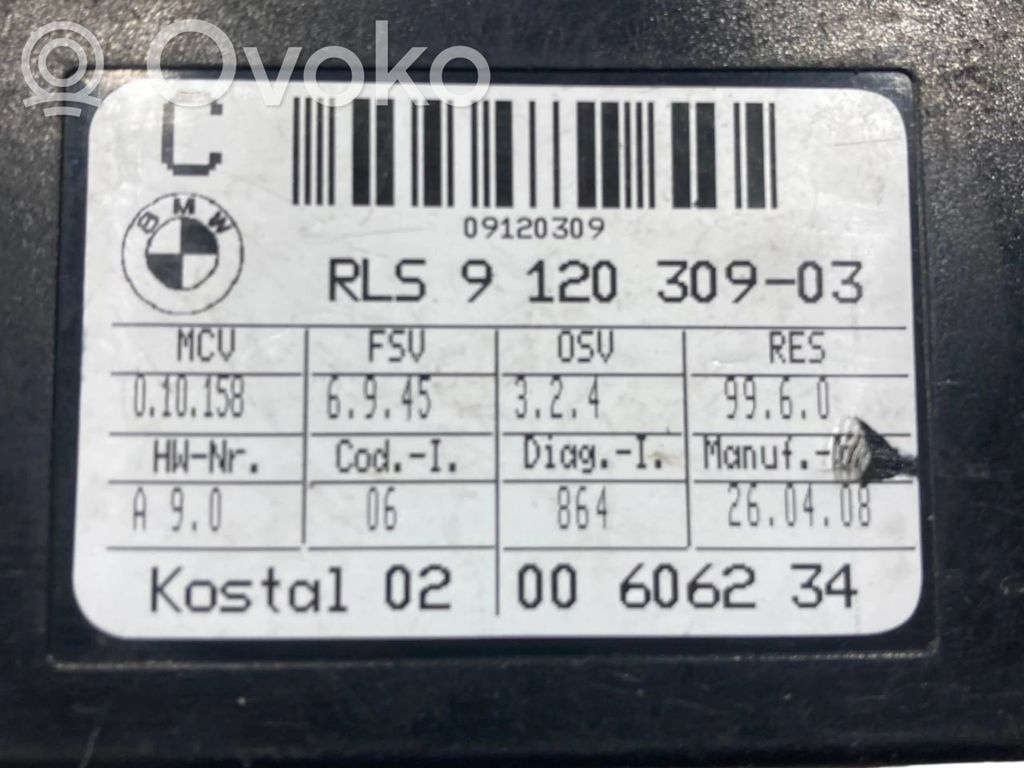 Ovoko
C
BMW
09120309
RLS 9 120 309-03
MCV FSV OSV RES
0.10.158 6.9.45 3.2.4 99.6.0
HW-Nr. Cod.-I. Diag.-I. Manuf.-
A 9.0 06 864 26.04.08
Kostal 02 00 6062 34